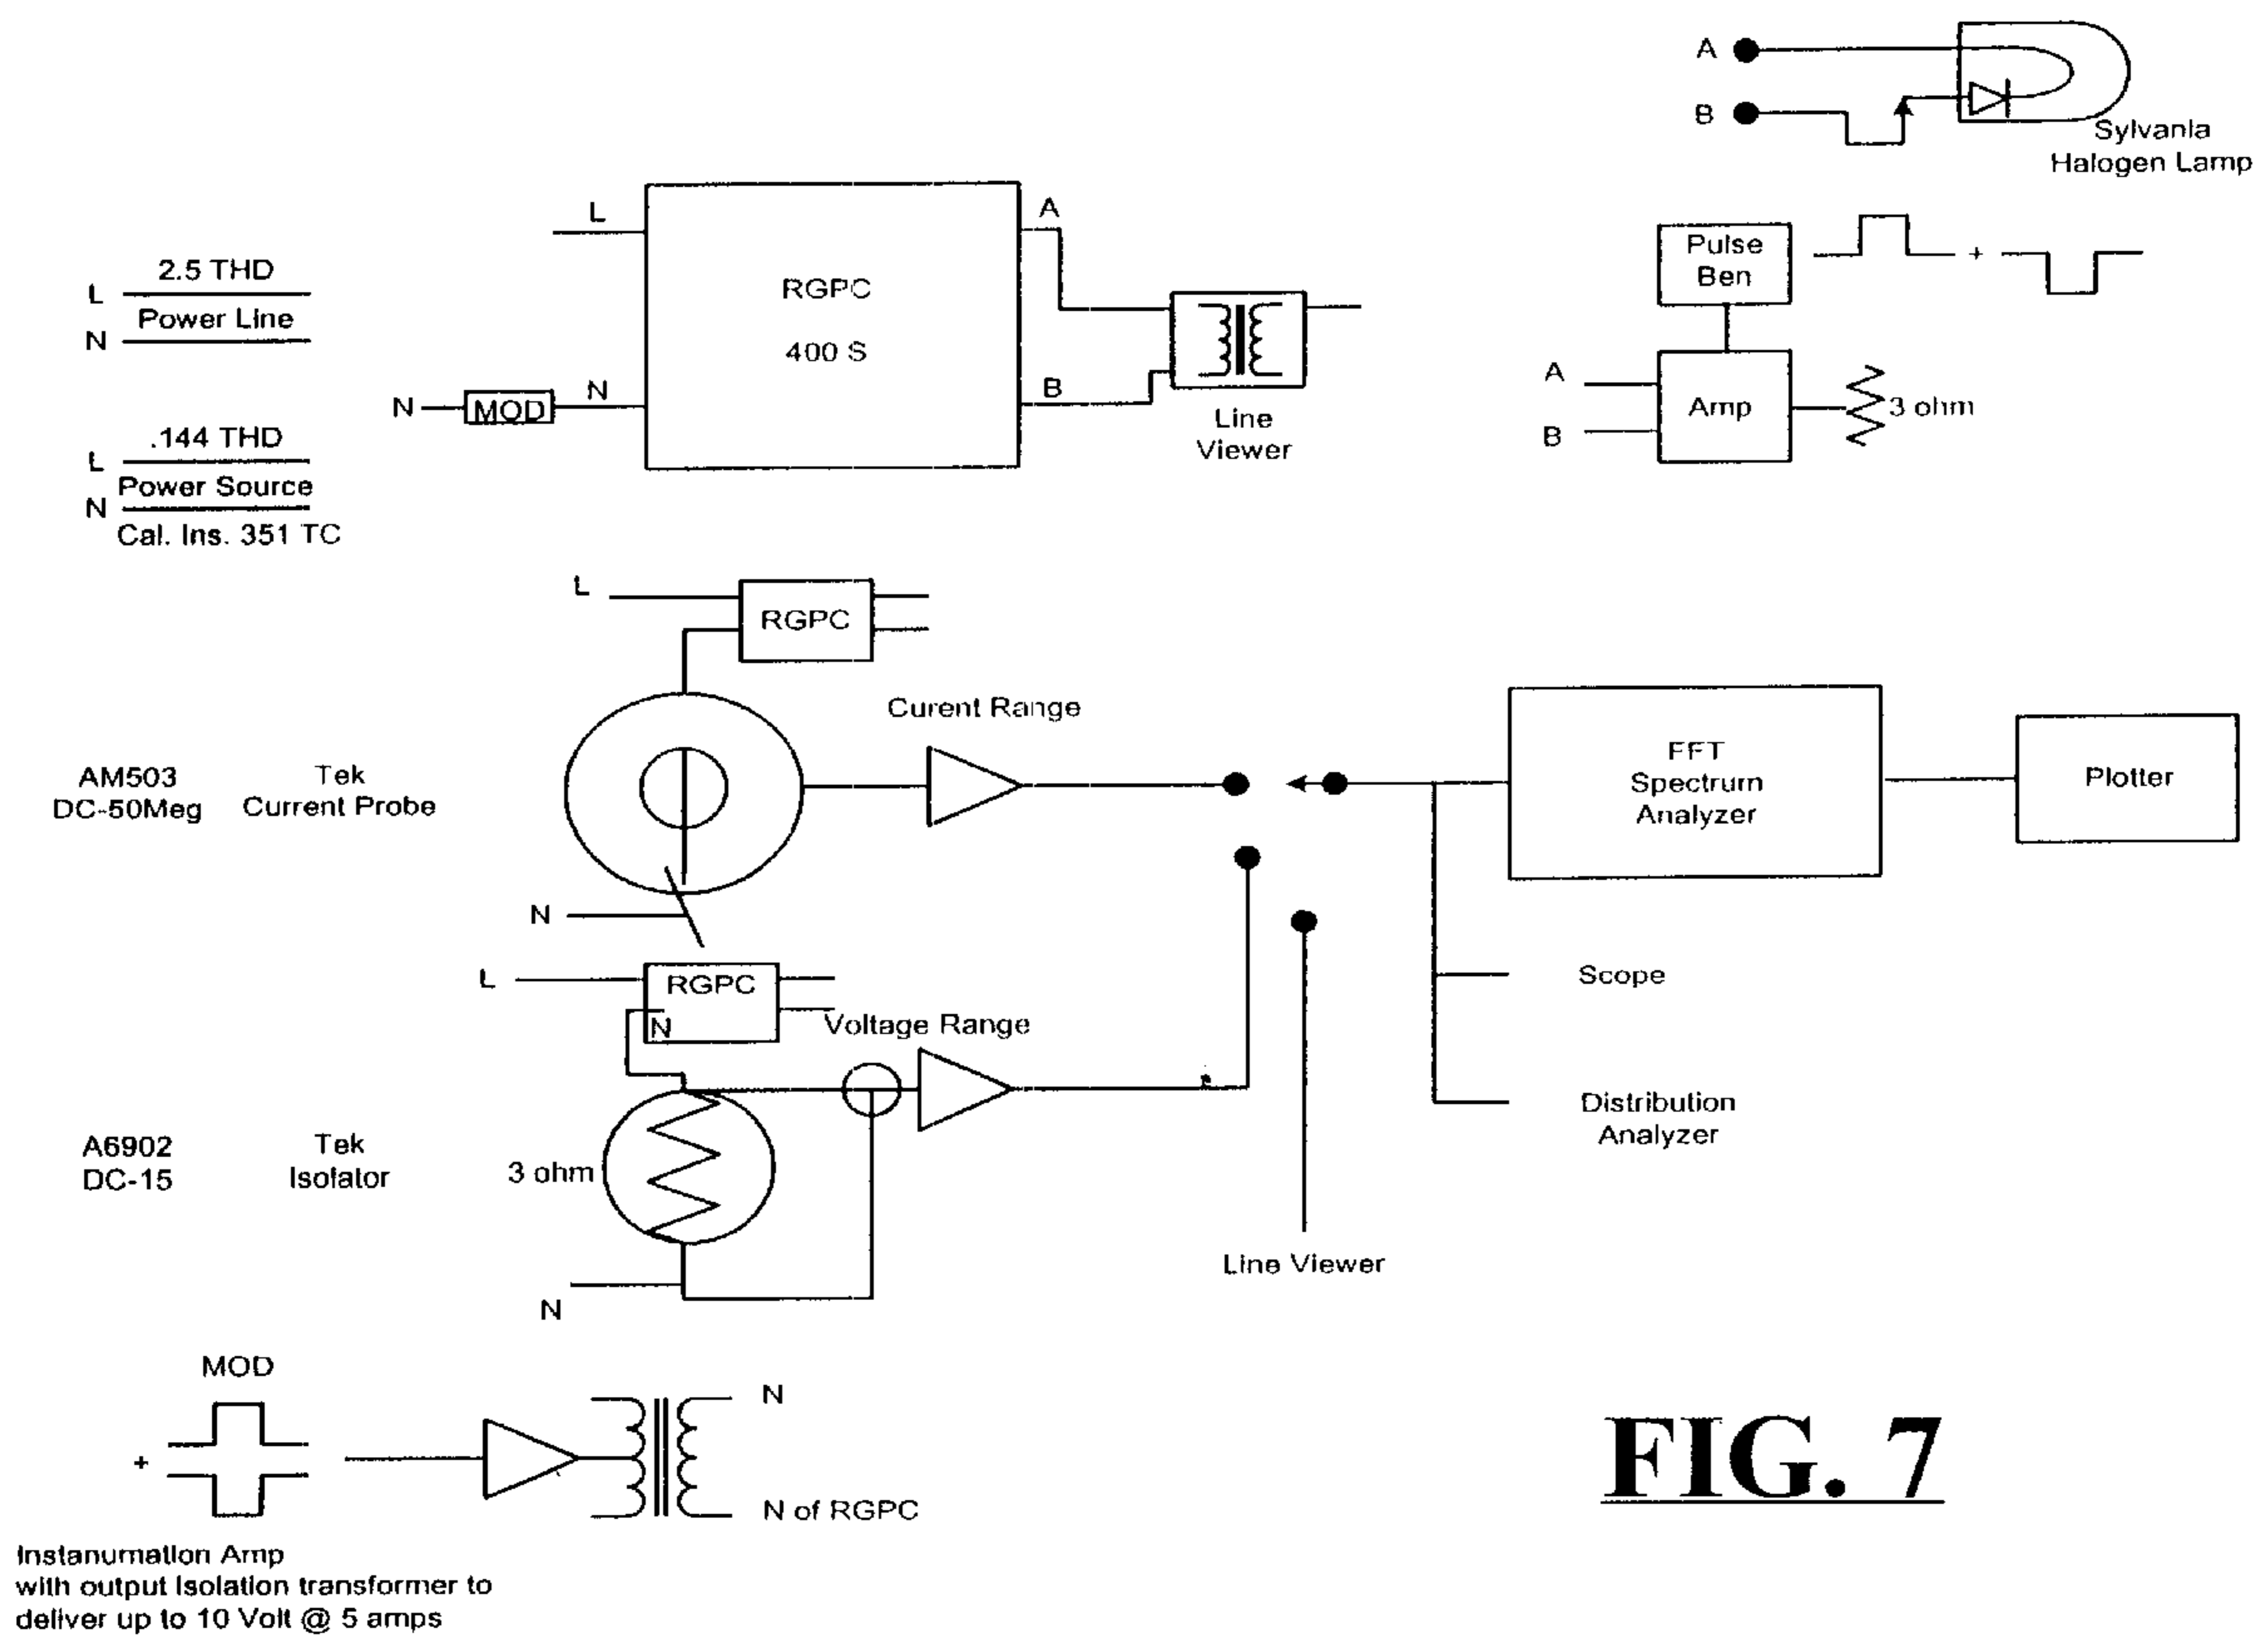 A
B
Sylvania
Halogen Lamp
L
RGPC
400 S
A
B
N
MOD
N
Line
Viewer
2.5 THD
L
Power Line
N
.144 THD
L
Power Source
N
Cal. Ins. 351 TC
Pulse
Ben
+
A
B
Amp
3 ohm
L
RGPC
Curent Range
AM503
DC-50Meg
Tek
Current Probe
N
FFT
Spectrum
Analyzer
Plotter
L
RGPC
N
Voltage Range
Scope
Distribution
Analyzer
A6902
DC-15
Tek
Isolator
3 ohm
N
Line Viewer
MOD
+
N
N of RGPC
Instanumation Amp
with output Isolation transformer to
deliver up to 10 Volt @ 5 amps
FIG. 7